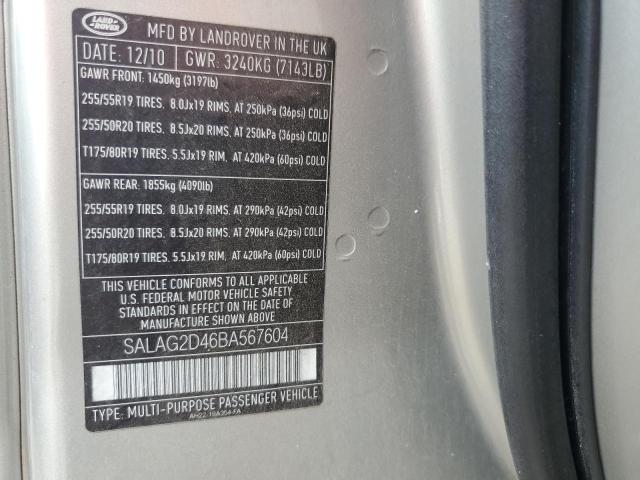 LAND
ROVER
MFD BY LANDROVER IN THE UK
DATE: 12/10 GWR: 3240KG (7143LB)
GAWR FRONT: 1450kg (3197lb)
255/55R19 TIRES. 8.0Jx19 RIMS. AT 250kPa (36psi) COLD
255/50R20 TIRES. 8.5Jx20 RIMS. AT 250kPa (36psi) COLD
T175/80R19 TIRES. 5.5Jx19 RIM. AT 420kPa (60psi) COLD
GAWR REAR: 1855kg (4090lb)
255/55R19 TIRES. 8.0Jx19 RIMS. AT 290kPa (42psi) COLD
255/50R20 TIRES. 8.5Jx20 RIMS. AT 290kPa (42psi) COLD
T175/80R19 TIRES. 5.5Jx19 RIM. AT 420kPa (60psi) COLD
THIS VEHICLE CONFORMS TO ALL APPLICABLE
U.S. FEDERAL MOTOR VEHICLE SAFETY
STANDARDS IN EFFECT ON THE DATE OF
MANUFACTURE SHOWN ABOVE.
SALAG2D46BA567604
TYPE: MULTI-PURPOSE PASSENGER VEHICLE